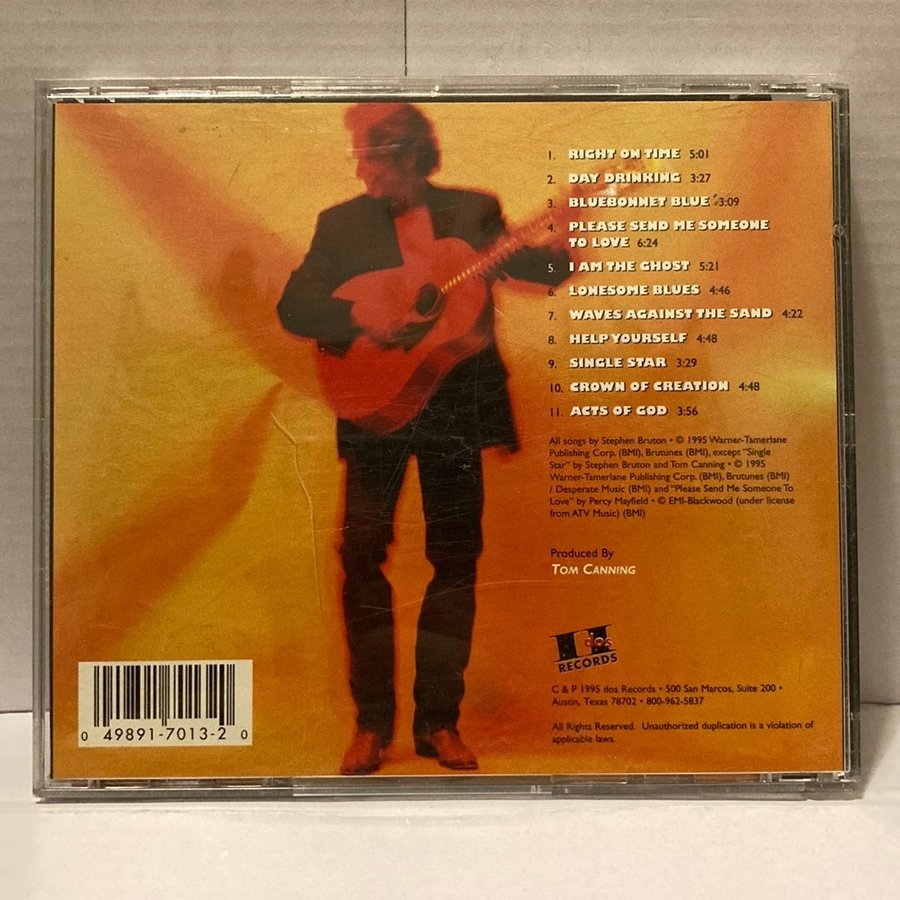 1. RIGHT ON TIME 5:01
2. DAY DRINKING 3:27
3. BLUEBONNET BLUE 3:09
4. PLEASE SEND ME SOMEONE
TO LOVE 6:24
5. I AM THE GHOST 5:21
6. LONESOME BLUES 4:46
7. WAVES AGAINST THE SAND 4:22
8. HELP YOURSELF 4:48
9. SINGLE STAR 3:29
10. CROWN OF CREATION 4:48
11. ACTS OF GOD 3:56
All songs by Stephen Bruton • © 1995 Warner-Tamerlane
Publishing Corp. (BMI), Brutunes (BMI), except "Single
Star" by Stephen Bruton and Tom Canning • © 1995
Warner-Tamerlane Publishing Corp. (BMI), Brutunes (BMI)
/ Desperate Music (BMI) and "Please Send Me Someone To
Love" by Percy Mayfield • © EMI-Blackwood (under license
from ATV Music) (BMI)
Produced By
TOM CANNING
dos
RECORDS
C & P 1995 dos Records • 500 San Marcos, Suite 200 •
Austin, Texas 78702 • 800-962-5837
All Rights Reserved. Unauthorized duplication is a violation of
applicable laws.
0 49891-7013-2 0